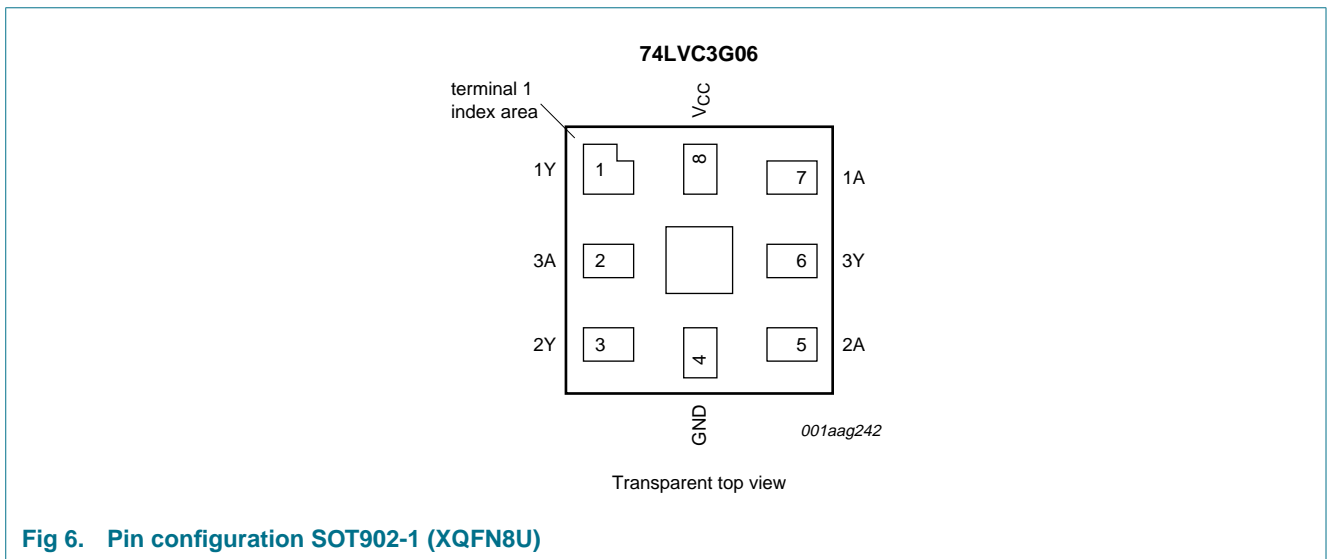 74LVC3G06
terminal 1
index area
VCC
1Y
1
8
7
1A
3A
2
6
3Y
2Y
3
4
5
2A
GND
001aag242
Transparent top view
Fig 6. Pin configuration SOT902-1 (XQFN8U)